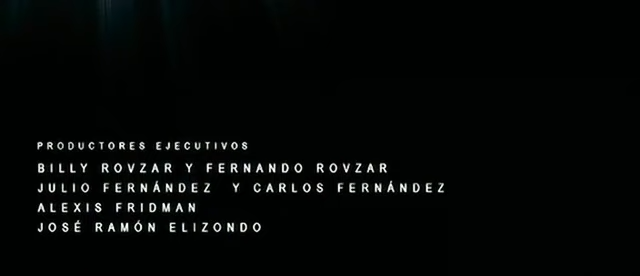 PRODUCTORES EJECUTIVOS
BILLY ROVZAR Y FERNANDO ROVZAR
JULIO FERNÁNDEZ Y CARLOS FERNÁNDEZ
ALEXIS FRIDMAN
JOSÉ RAMÓN ELIZONDO